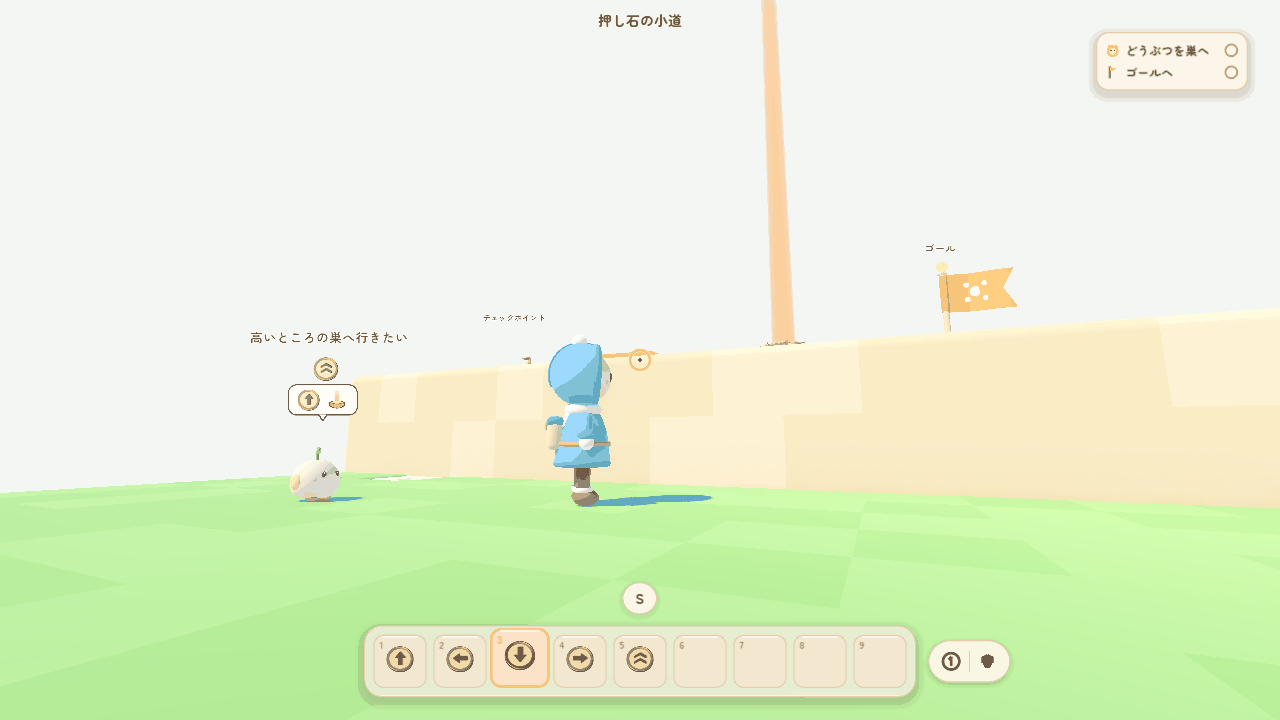 押し石の小道
どうぶつを巣へ
ゴールへ
ゴール
チェックポイント
高いところの巣へ行きたい
S
1 2 3 4 5 6 7 8 9
1